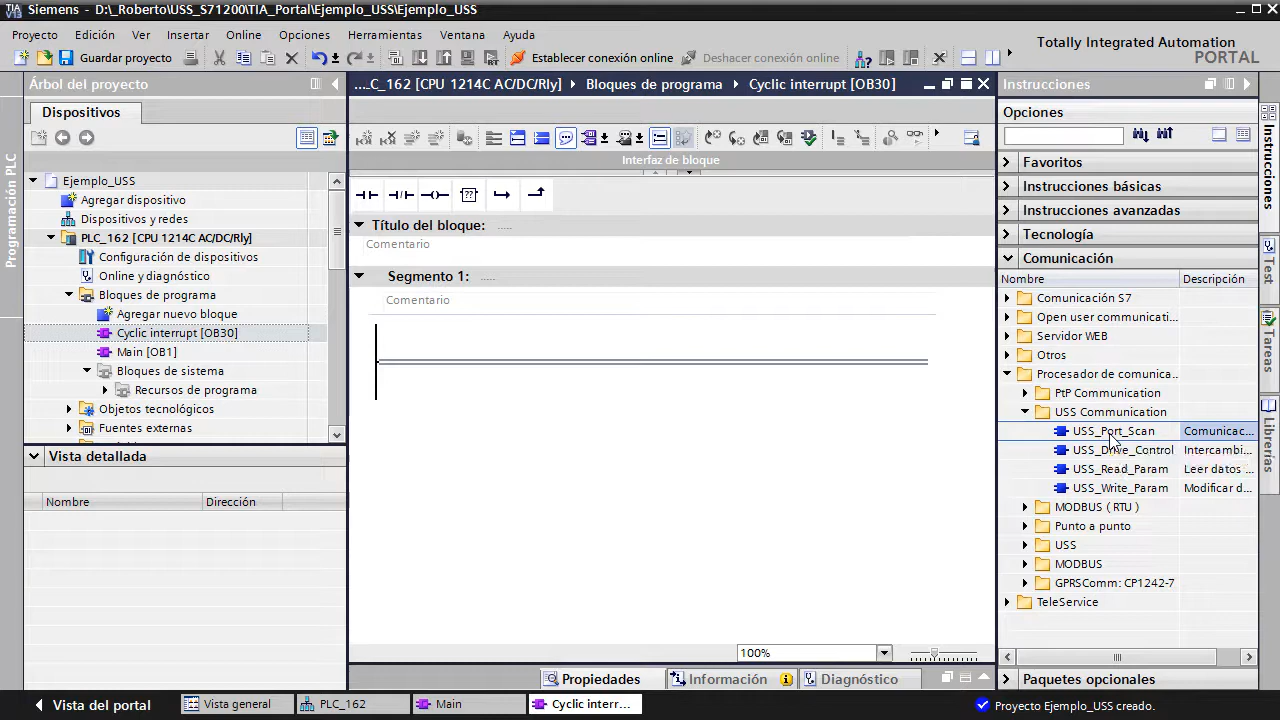 TIA V13 Siemens - D:\_Roberto\USS_S71200\TIA_Portal\Ejemplo_USS\Ejemplo_USS
Proyecto Edición Ver Insertar Online Opciones Herramientas Ventana Ayuda
Totally Integrated Automation
PORTAL
Guardar proyecto Establecer conexión online Deshacer conexión online
Árbol del proyecto
Dispositivos
Programación PLC
Ejemplo_USS
Agregar dispositivo
Dispositivos y redes
PLC_162 [CPU 1214C AC/DC/Rly]
Configuración de dispositivos
Online y diagnóstico
Bloques de programa
Agregar nuevo bloque
Cyclic interrupt [OB30]
Main [OB1]
Bloques de sistema
Recursos de programa
Objetos tecnológicos
Fuentes externas
Vista detallada
Nombre Dirección
...C_162 [CPU 1214C AC/DC/Rly] Bloques de programa Cyclic interrupt [OB30]
Interfaz de bloque
??
Título del bloque: .....
Comentario
Segmento 1: .....
Comentario
100%
Propiedades Información Diagnóstico
Instrucciones
Opciones
Favoritos
Instrucciones básicas
Instrucciones avanzadas
Tecnología
Comunicación
Nombre Descripción
Comunicación S7
Open user communicati...
Servidor WEB
Otros
Procesador de comunica..
PtP Communication
USS Communication
USS_Port_Scan Comunicac...
USS_Drive_Control Intercambi...
USS_Read_Param Leer datos ...
USS_Write_Param Modificar d...
MODBUS ( RTU )
Punto a punto
USS
MODBUS
GPRSComm: CP1242-7
TeleService
Paquetes opcionales
Instrucciones
Test
Tareas
Librerías
Vista del portal Vista general PLC_162 Main Cyclic interr... Proyecto Ejemplo_USS creado.